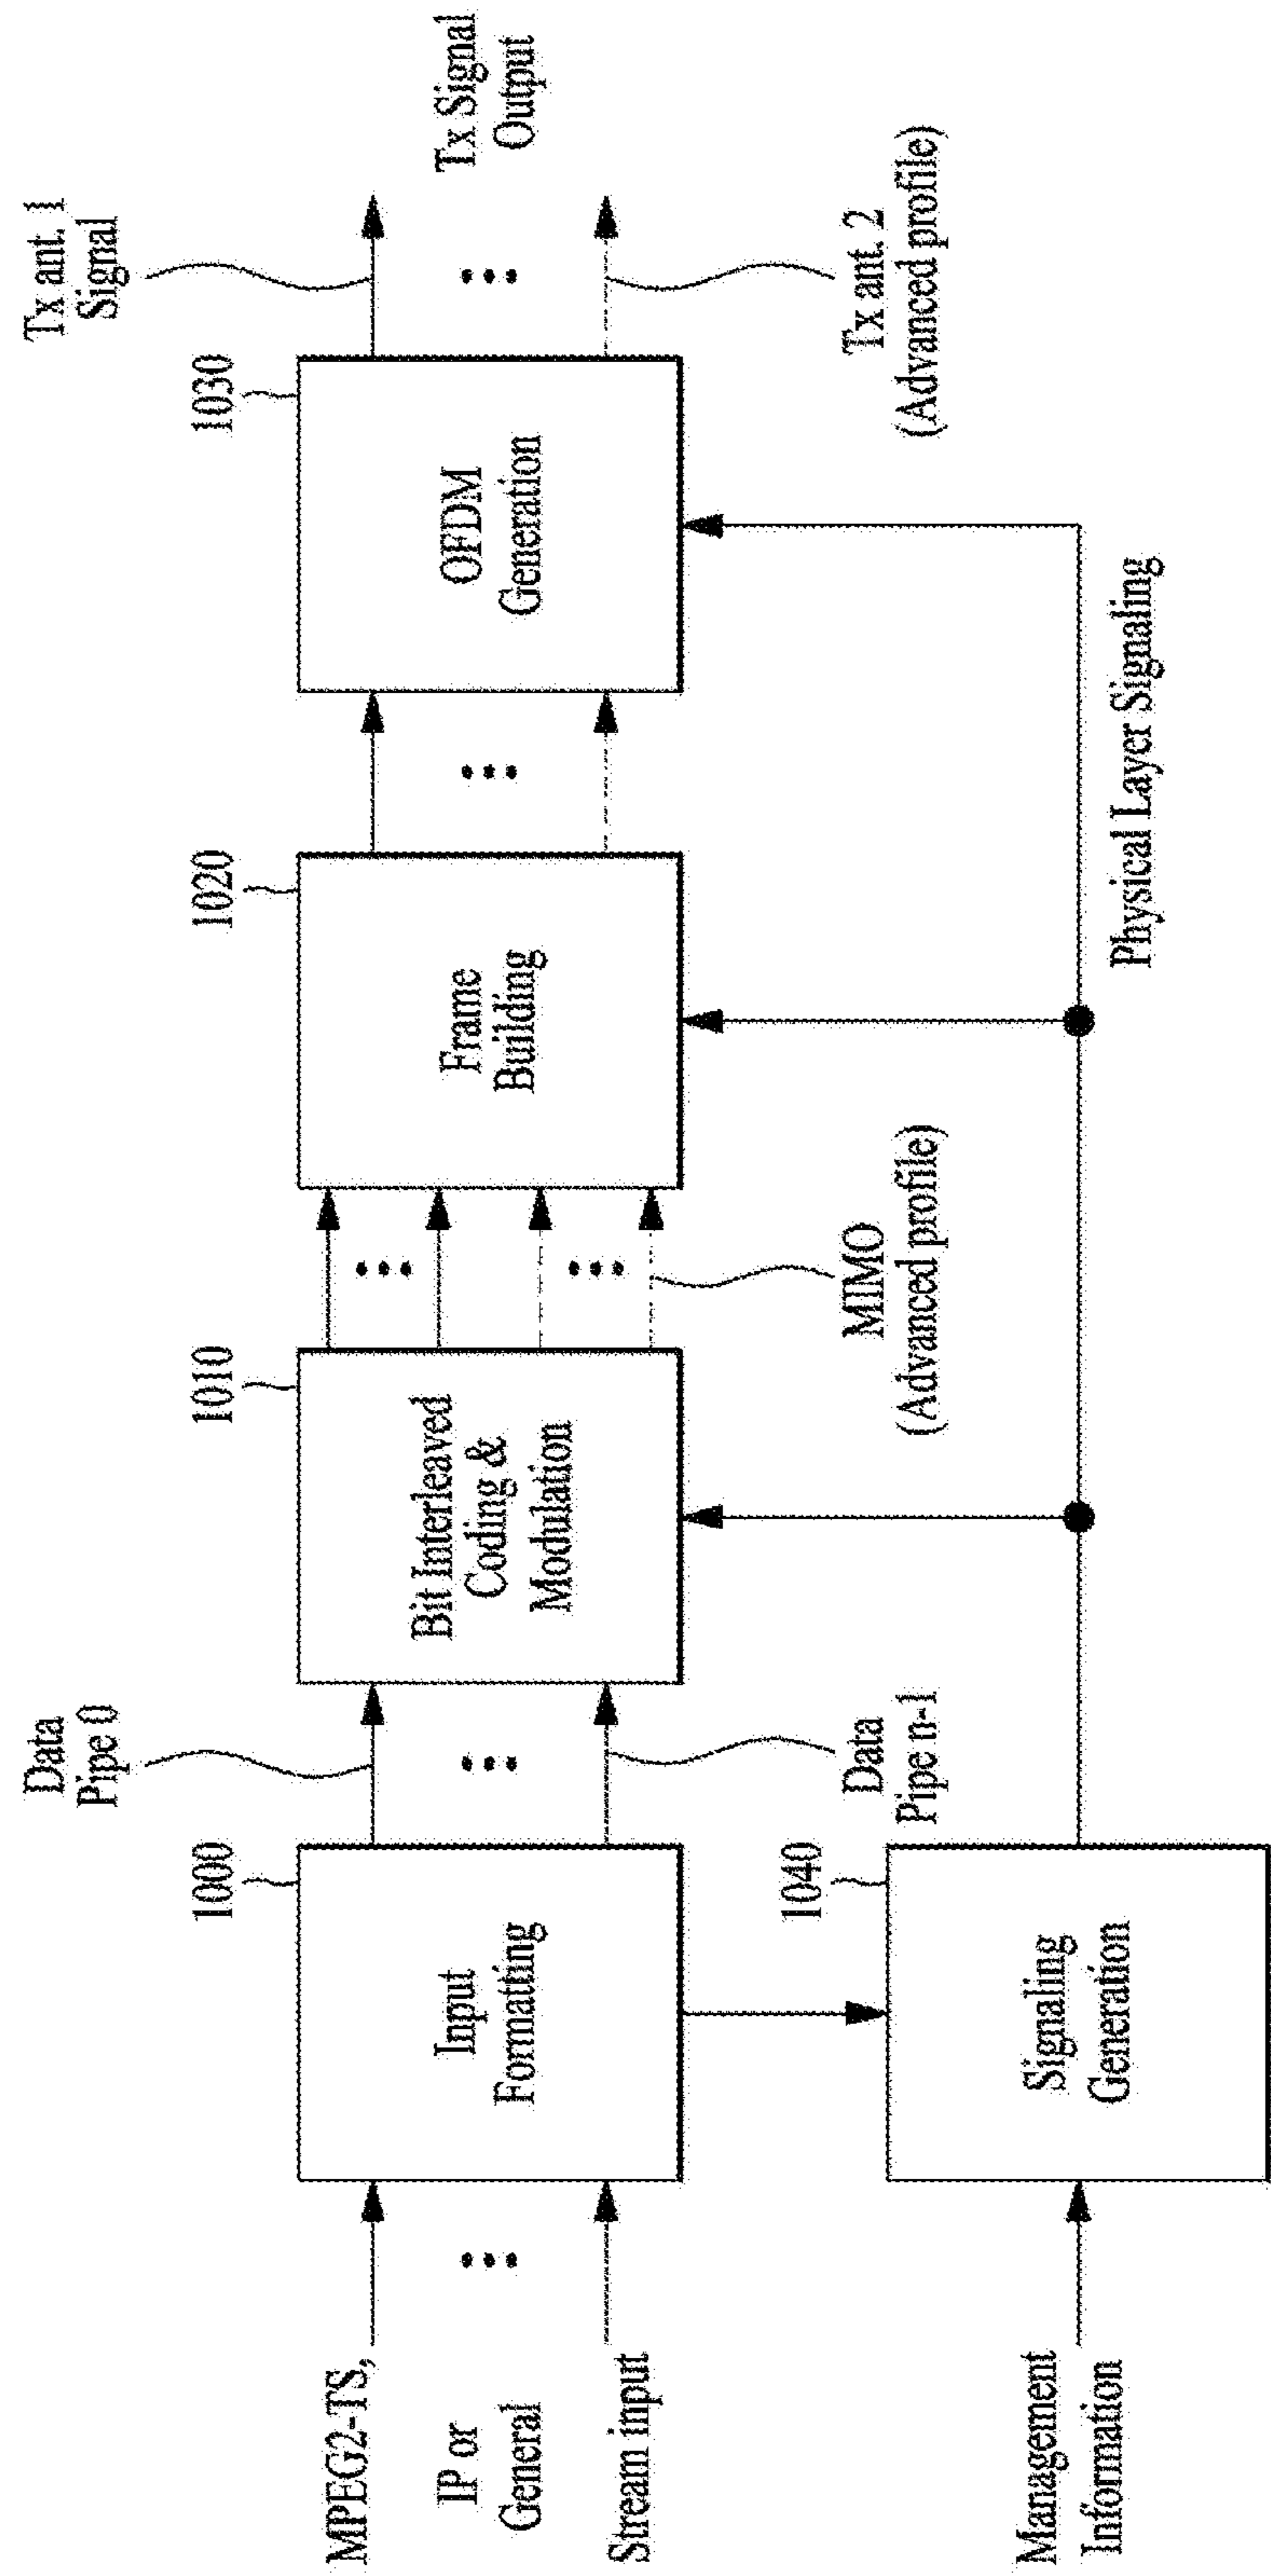 MPEG2-TS,
IP or
General
Stream input
1000
Input
Formatting
Data
Pipe 0
Data
Pipe n-1
1010
Bit Interleaved
Coding &
Modulation
MIMO
(Advanced profile)
1020
Frame
Building
1030
OFDM
Generation
Tx ant. 1
Signal
Tx Signal
Output
Tx ant. 2
(Advanced profile)
Management
Information
1040
Signaling
Generation
Physical Layer Signaling